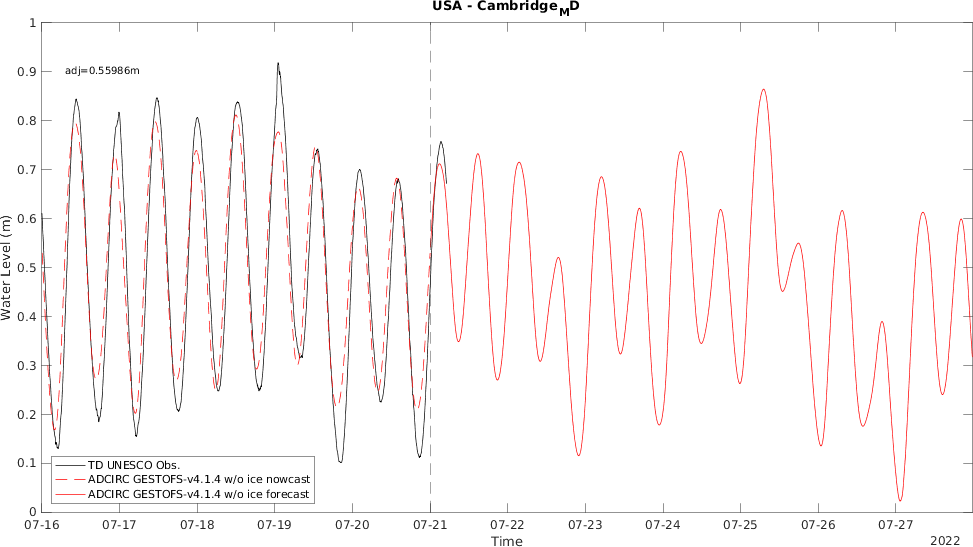 USA - Cambridge_MD
1
0.9
0.8
0.7
0.6
0.5
0.4
0.3
0.2
0.1
0
Water Level (m)
adj=0.55986m
TD UNESCO Obs.
ADCIRC GESTOFS-v4.1.4 w/o ice nowcast
ADCIRC GESTOFS-v4.1.4 w/o ice forecast
07-16 07-17 07-18 07-19 07-20 07-21 07-22 07-23 07-24 07-25 07-26 07-27
Time
2022